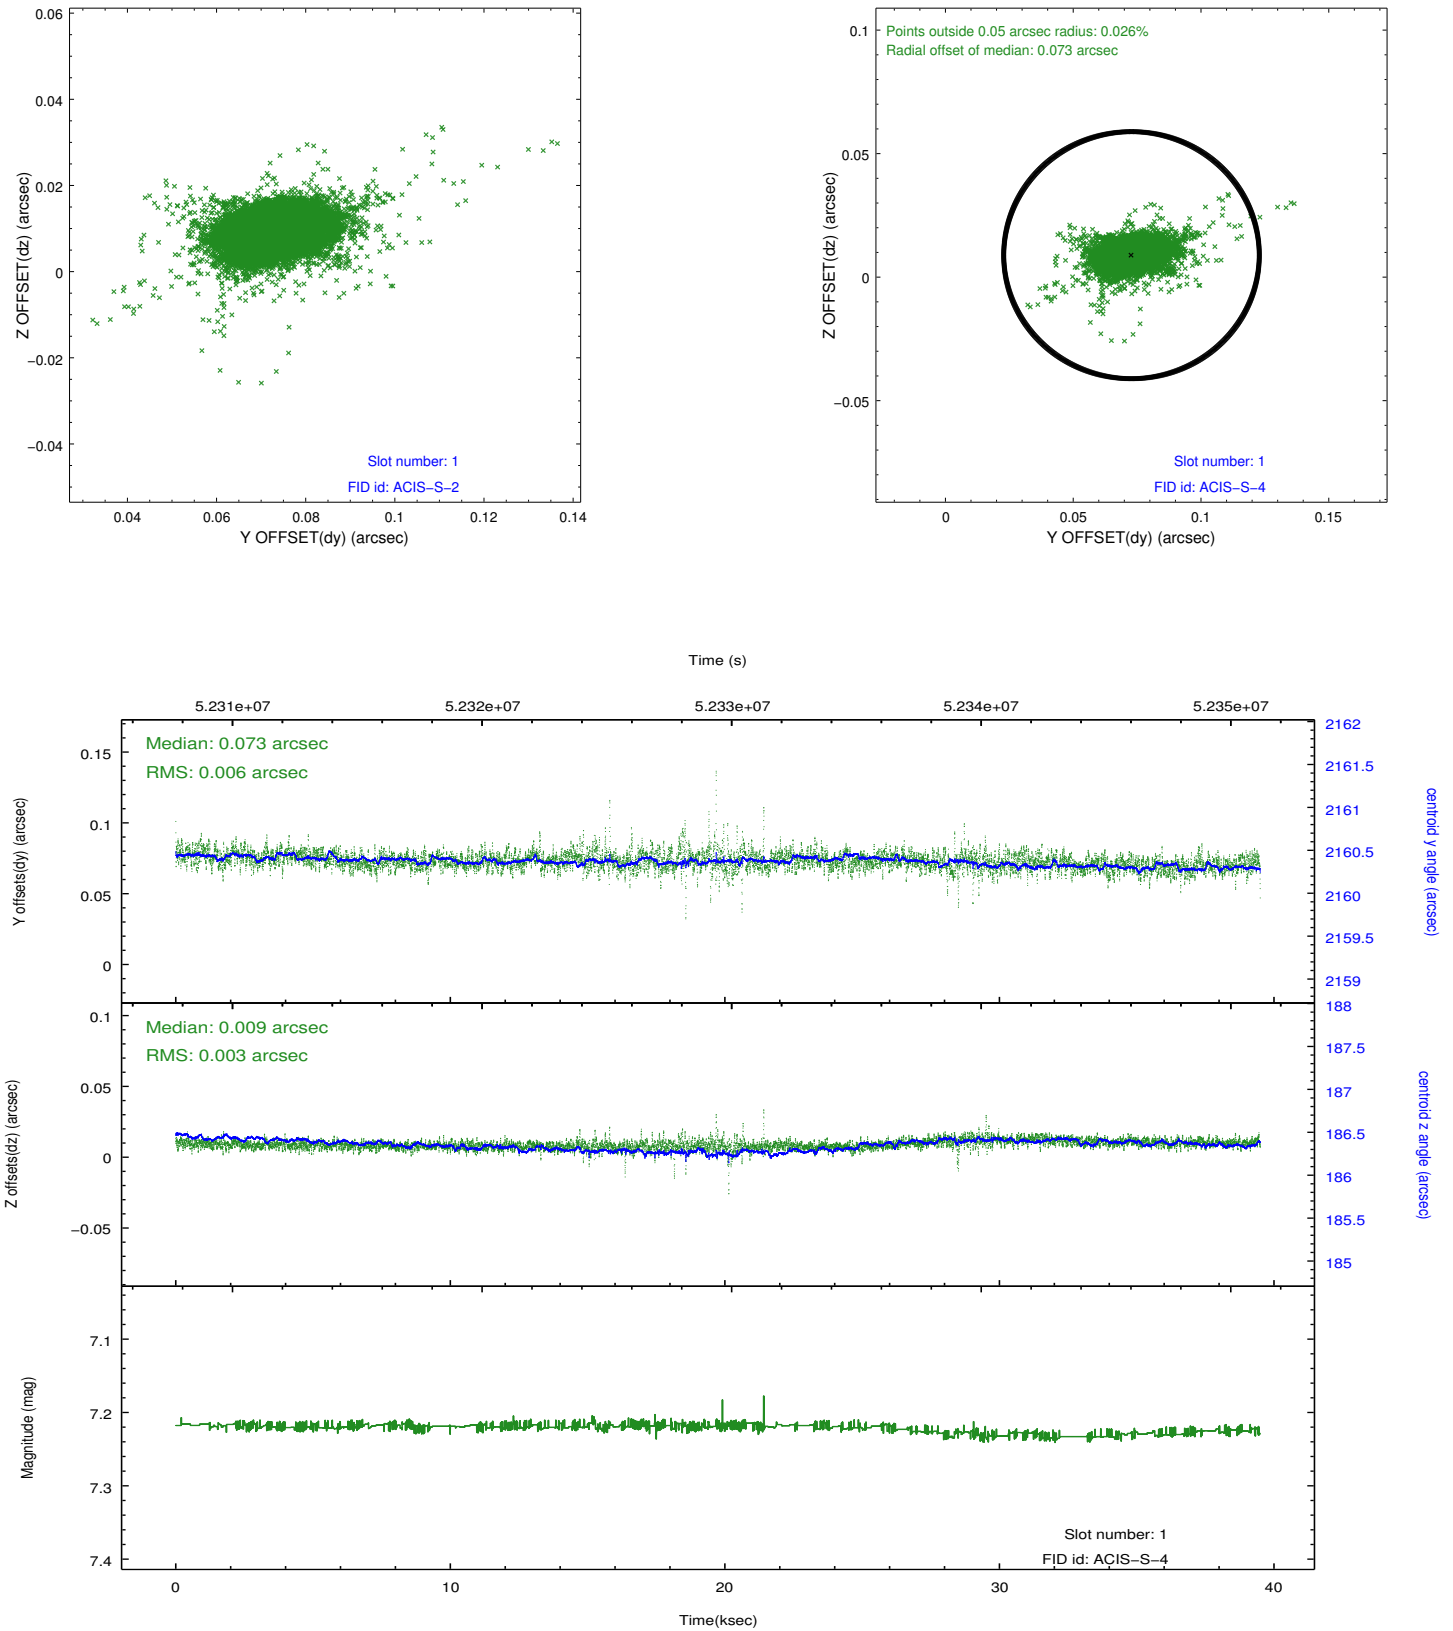 0.06
0.04
0.02
0
−0.02
−0.04
Z OFFSET(dz) (arcsec)
Slot number: 1
FID id: ACIS−S−2
0.04 0.06 0.08 0.1 0.12 0.14
Y OFFSET(dy) (arcsec)
Points outside 0.05 arcsec radius: 0.026%
Radial offset of median: 0.073 arcsec
0.1
0.05
0
−0.05
Z OFFSET(dz) (arcsec)
Slot number: 1
FID id: ACIS−S−4
0 0.05 0.1 0.15
Y OFFSET(dy) (arcsec)
Time (s)
5.231e+07 5.232e+07 5.233e+07 5.234e+07 5.235e+07
Median: 0.073 arcsec
RMS: 0.006 arcsec
0.15
0.1
0.05
0
Y offsets(dy) (arcsec)
2162
2161.5
2161
2160.5
2160
2159.5
2159
centroid y angle (arcsec)
Median: 0.009 arcsec
RMS: 0.003 arcsec
0.1
0.05
0
−0.05
Z offsets(dz) (arcsec)
188
187.5
187
186.5
186
185.5
185
centroid z angle (arcsec)
7.1
7.2
7.3
7.4
Magnitude (mag)
Slot number: 1
FID id: ACIS−S−4
0 10 20 30 40
Time(ksec)